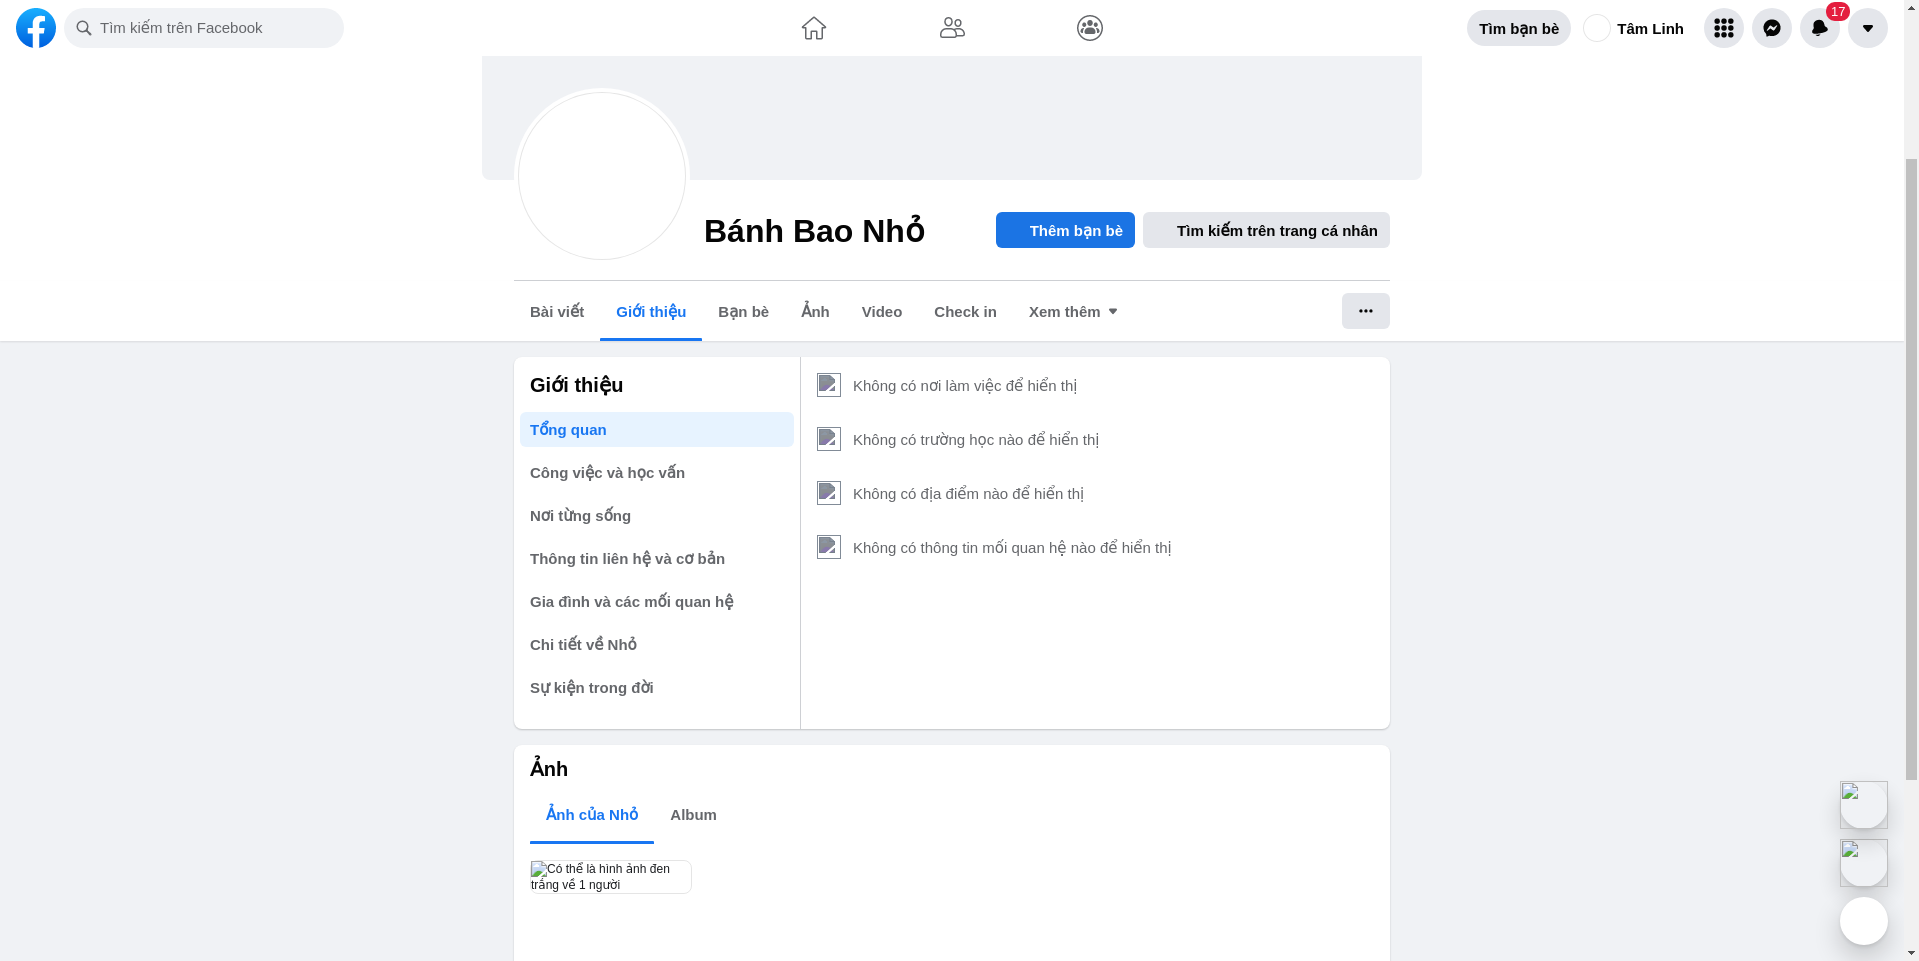 Tìm kiếm trên Facebook
Tìm bạn bè
Tâm Linh
17
Bánh Bao Nhỏ
Thêm bạn bè
Tìm kiếm trên trang cá nhân
Bài viết
Giới thiệu
Bạn bè
Ảnh
Video
Check in
Xem thêm
Giới thiệu
Tổng quan
Công việc và học vấn
Nơi từng sống
Thông tin liên hệ và cơ bản
Gia đình và các mối quan hệ
Chi tiết về Nhỏ
Sự kiện trong đời
Không có nơi làm việc để hiển thị
Không có trường học nào để hiển thị
Không có địa điểm nào để hiển thị
Không có thông tin mối quan hệ nào để hiển thị
Ảnh
Ảnh của Nhỏ
Album
Có thể là hình ảnh đen
trắng về 1 người